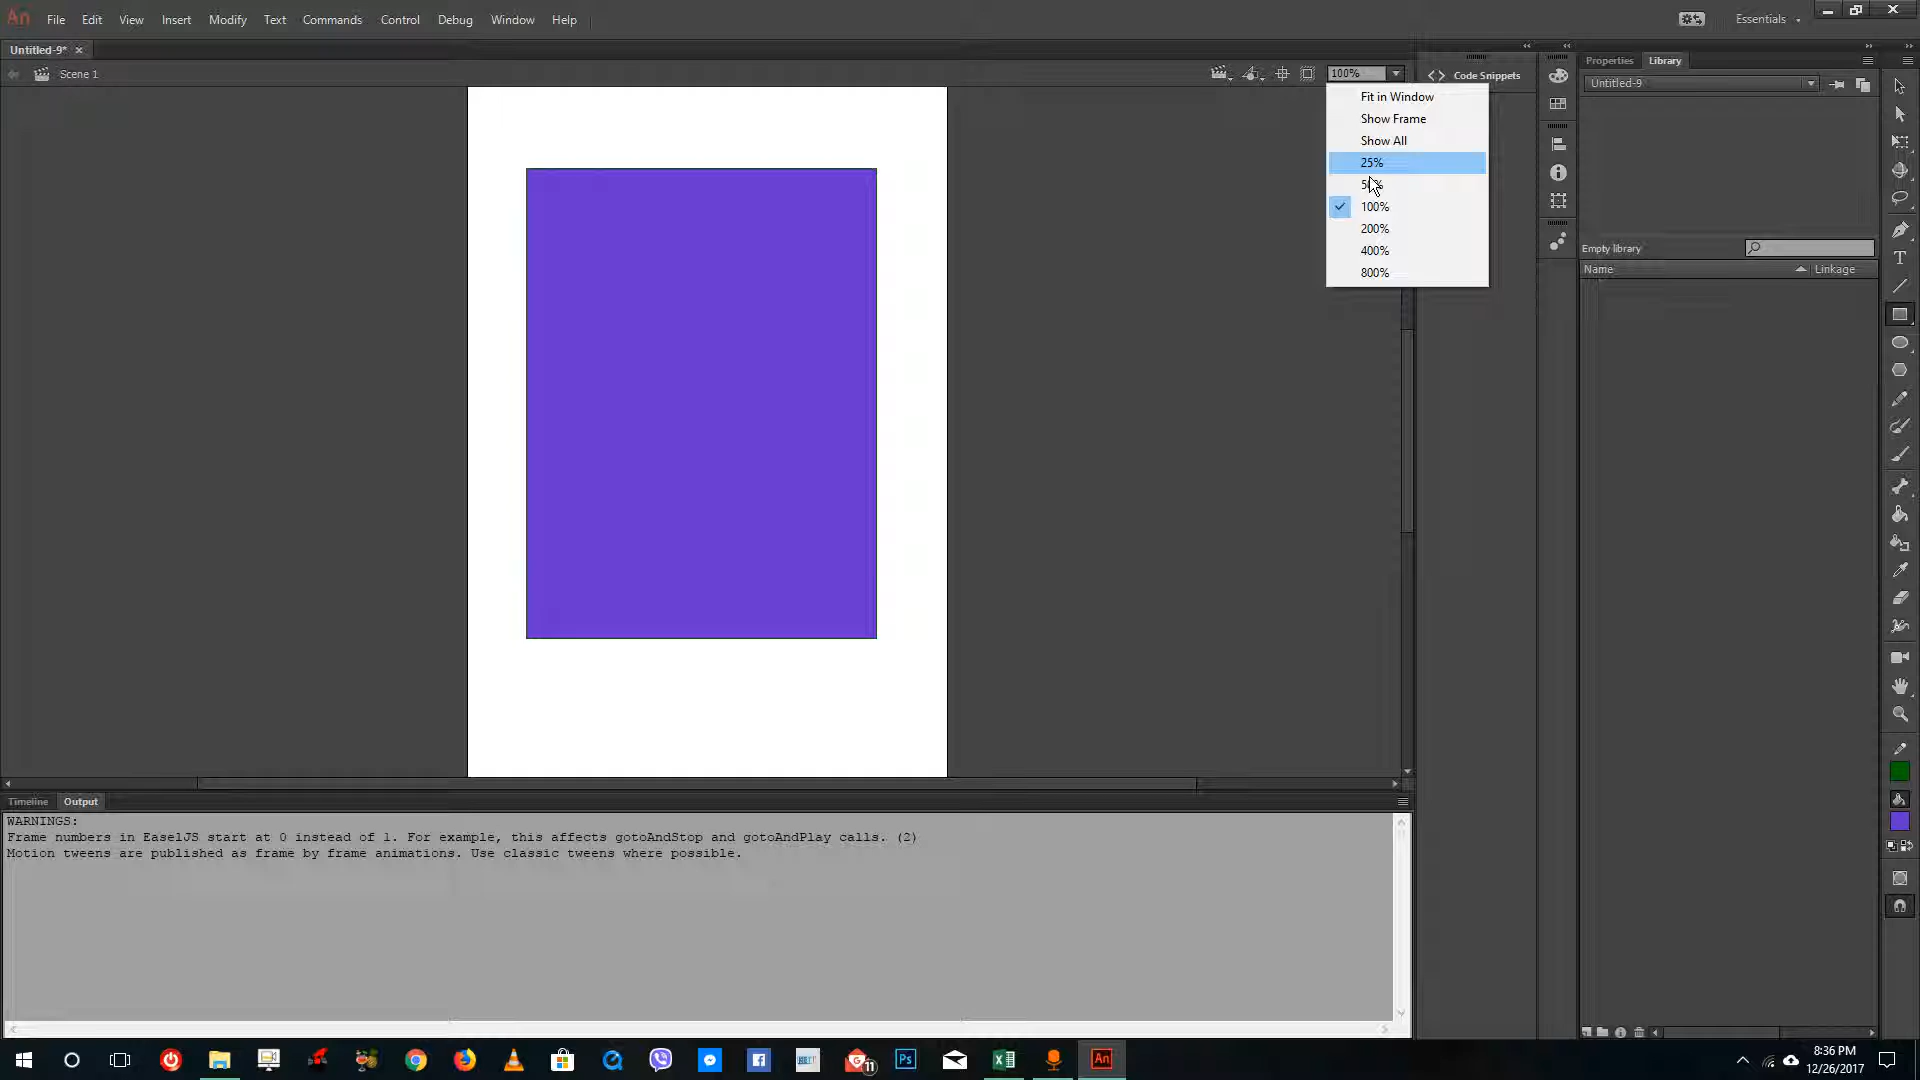 An File Edit View Insert Modify Text Commands Control Debug Window Help Essentials
Untitled-9* ×
Scene 1
100%
Code Snippets
Properties Library
Untitled-9
Fit in Window
Show Frame
Show All
25%
100%
200%
400%
800%
Empty library
Name Linkage
Timeline Output
WARNINGS:
Frame numbers in EaselJS start at 0 instead of 1. For example, this affects gotoAndStop and gotoAndPlay calls. (2)
Motion tweens are published as frame by frame animations. Use classic tweens where possible.
11
Ps
An
8:36 PM
12/26/2017